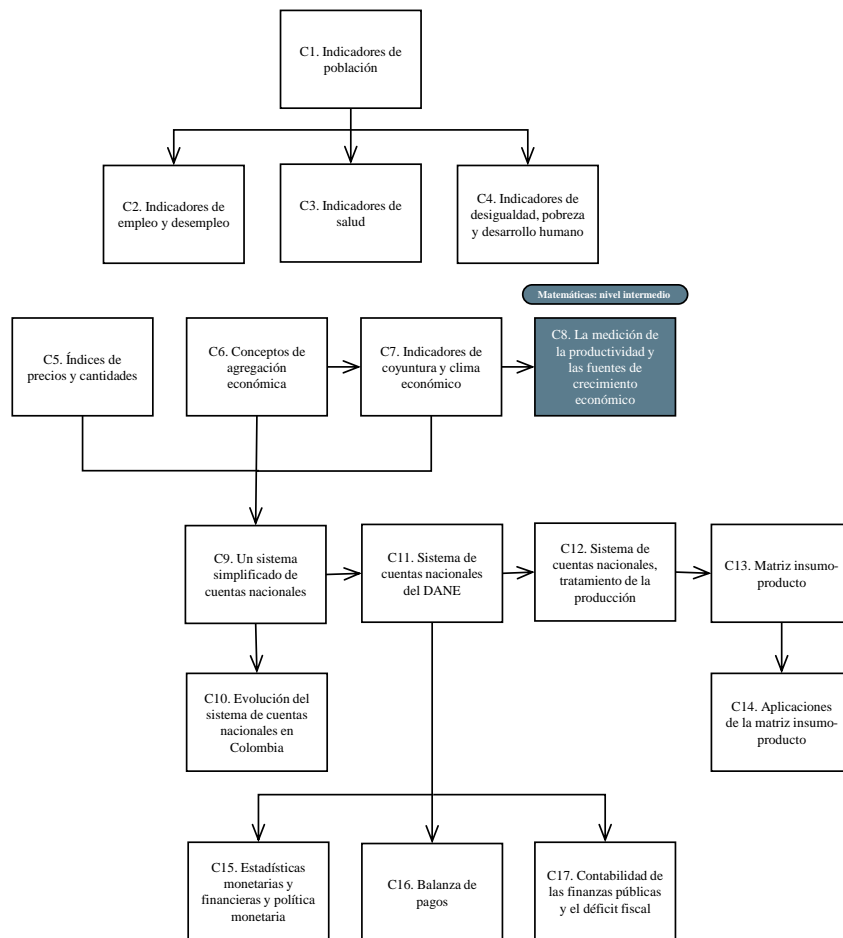 C1. Indicadores de
población
C2. Indicadores de
empleo y desempleo
C3. Indicadores de
salud
C4. Indicadores de
desigualdad, pobreza
y desarrollo humano
Matemáticas: nivel intermedio
C5. Índices de
precios y cantidades
C6. Conceptos de
agregación
económica
C7. Indicadores de
coyuntura y clima
económico
C8. La medición de
la productividad y
las fuentes de
crecimiento
económico
C9. Un sistema
simplificado de
cuentas nacionales
C11. Sistema de
cuentas nacionales
del DANE
C12. Sistema de
cuentas nacionales,
tratamiento de la
producción
C13. Matriz insumo-
producto
C10. Evolución del
sistema de cuentas
nacionales en
Colombia
C14. Aplicaciones
de la matriz insumo-
producto
C15. Estadísticas
monetarias y
financieras y política
monetaria
C16. Balanza de
pagos
C17. Contabilidad de
las finanzas públicas
y el déficit fiscal